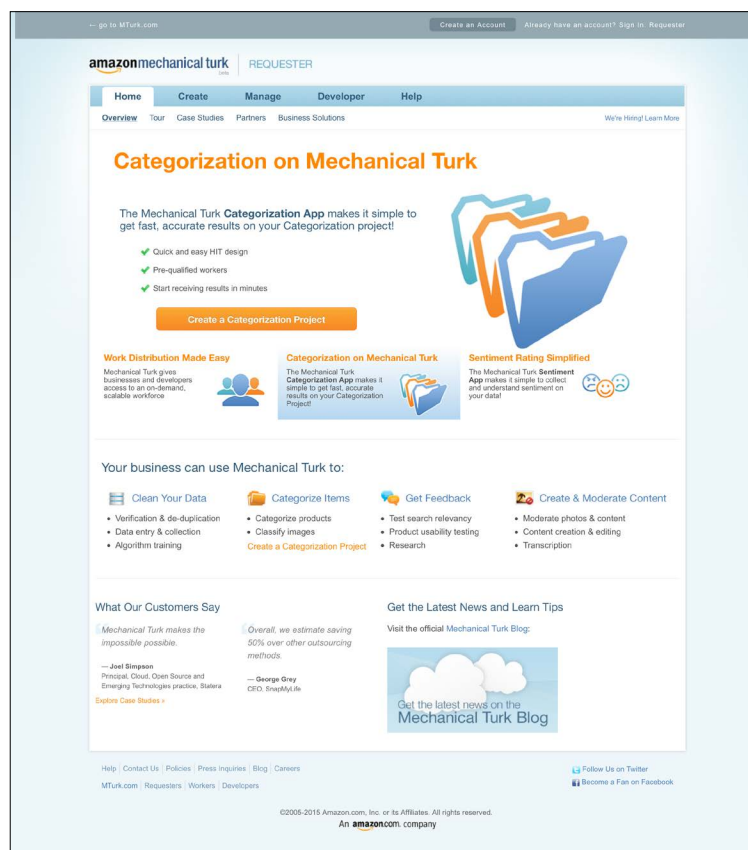 ← go to MTurk.com
Create an Account
Already have an account? Sign In: Requester
amazonmechanical turk
beta
REQUESTER
Home
Create
Manage
Developer
Help
Overview
Tour
Case Studies
Partners
Business Solutions
We're Hiring! Learn More
Categorization on Mechanical Turk
The Mechanical Turk Categorization App makes it simple to
get fast, accurate results on your Categorization project!
Quick and easy HIT design
Pre-qualified workers
Start receiving results in minutes
Create a Categorization Project
Work Distribution Made Easy
Mechanical Turk gives
businesses and developers
access to an on-demand,
scalable workforce
Categorization on Mechanical Turk
The Mechanical Turk
Categorization App makes it
simple to get fast, accurate
results on your Categorization
Project!
Sentiment Rating Simplified
The Mechanical Turk Sentiment
App makes it simple to collect
and understand sentiment on
your data!
Your business can use Mechanical Turk to:
Clean Your Data
• Verification & de-duplication
• Data entry & collection
• Algorithm training
Categorize Items
• Categorize products
• Classify images
Create a Categorization Project
Get Feedback
• Test search relevancy
• Product usability testing
• Research
Create & Moderate Content
• Moderate photos & content
• Content creation & editing
• Transcription
What Our Customers Say
“Mechanical Turk makes the
impossible possible.
— Joel Simpson
Principal, Cloud, Open Source and
Emerging Technologies practice, Statera
Explore Case Studies »
“Overall, we estimate saving
50% over other outsourcing
methods.
— George Grey
CEO, SnapMyLife
Get the Latest News and Learn Tips
Visit the official Mechanical Turk Blog:
Get the latest news on the
Mechanical Turk Blog
Help | Contact Us | Policies | Press Inquiries | Blog | Careers
MTurk.com | Requesters | Workers | Developers
Follow Us on Twitter
Become a Fan on Facebook
©2005-2015 Amazon.com, Inc. or its Affiliates. All rights reserved.
An amazon.com. company